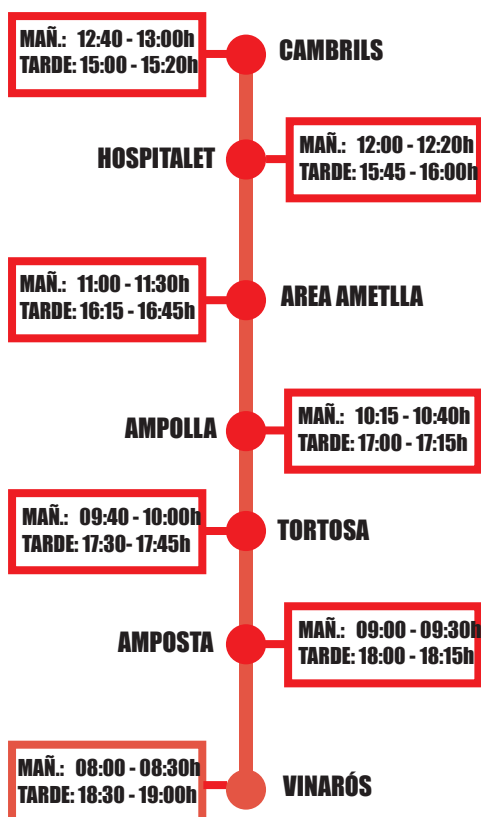 MAÑ.: 12:40 - 13:00h
TARDE: 15:00 - 15:20h
CAMBRILS
HOSPITALET
MAÑ.: 12:00 - 12:20h
TARDE: 15:45 - 16:00h
MAÑ.: 11:00 - 11:30h
TARDE: 16:15 - 16:45h
AREA AMETLLA
AMPOLLA
MAÑ.: 10:15 - 10:40h
TARDE: 17:00 - 17:15h
MAÑ.: 09:40 - 10:00h
TARDE: 17:30- 17:45h
TORTOSA
AMPOSTA
MAÑ.: 09:00 - 09:30h
TARDE: 18:00 - 18:15h
MAÑ.: 08:00 - 08:30h
TARDE: 18:30 - 19:00h
VINARÓS